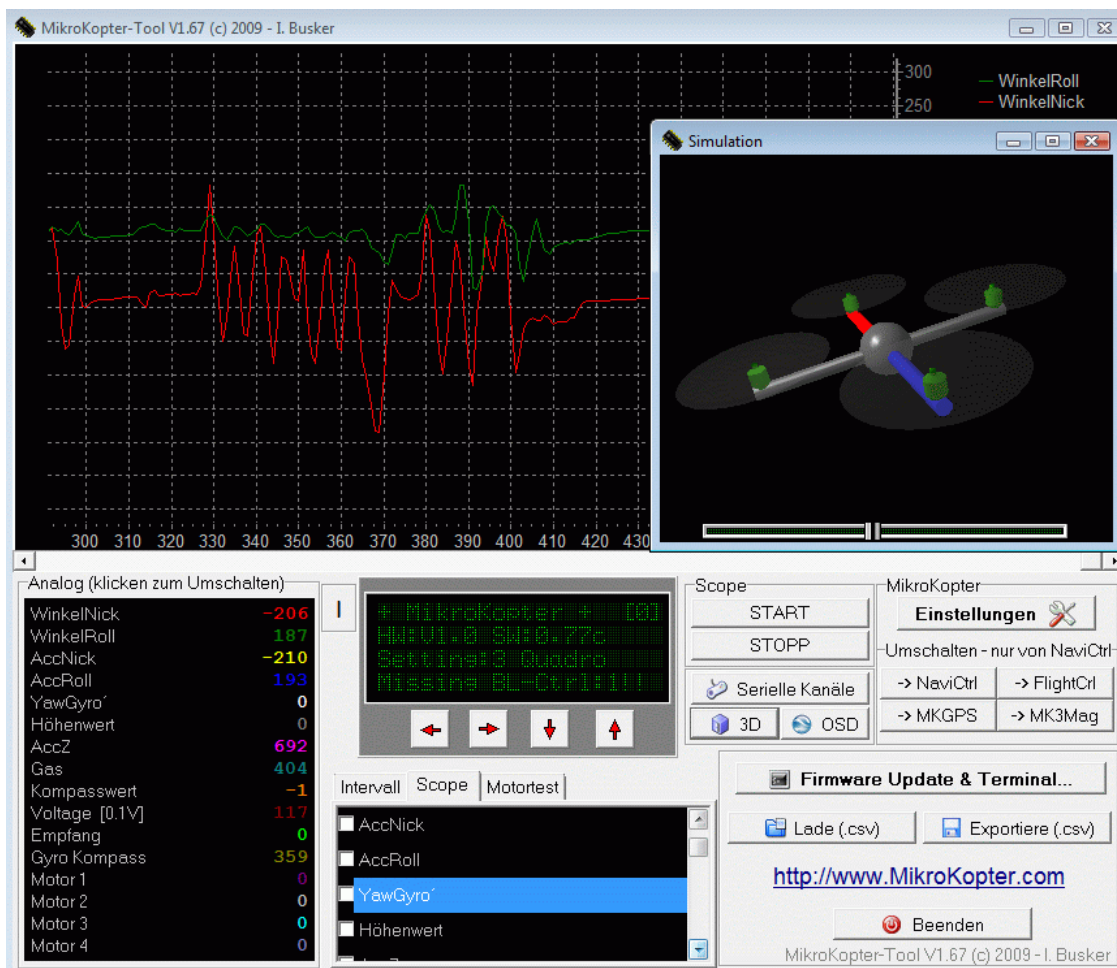 MikroKopter-Tool V1.67 (c) 2009 - I. Busker
300
250
WinkelRoll
WinkelNick
Simulation
300 310 320 330 340 350 360 370 380 390 400 410 420 430
Analog (klicken zum Umschalten)
WinkelNick -206
WinkelRoll 187
AccNick -210
AccRoll 193
YawGyro´ 0
Höhenwert 0
AccZ 692
Gas 404
Kompasswert -1
Voltage [0.1V] 117
Empfang 0
Gyro Kompass 359
Motor 1 0
Motor 2 0
Motor 3 0
Motor 4 0
I
+ MikroKopter + [0]
HW:V1.0 SW:0.77c
Setting:3 Quadro
Missing BL-Ctrl:1!!
Intervall Scope Motortest
AccNick
AccRoll
YawGyro´
Höhenwert
Scope
START
STOPP
Serielle Kanäle
3D OSD
MikroKopter
Einstellungen
Umschalten - nur von NaviCtrl
-> NaviCtrl -> FlightCrl
-> MKGPS -> MK3Mag
Firmware Update & Terminal...
Lade (.csv) Exportiere (.csv)
http://www.MikroKopter.com
Beenden
MikroKopter-Tool V1.67 (c) 2009 - I. Busker